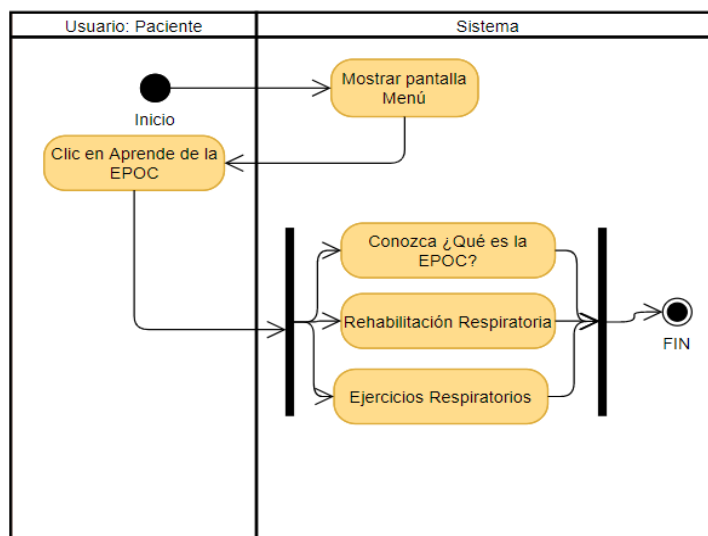 Usuario: Paciente
Sistema
Mostrar pantalla
Menú
Inicio
Clic en Aprende de la
EPOC
Conozca ¿Qué es la
EPOC?
Rehabilitación Respiratoria
FIN
Ejercicios Respiratorios